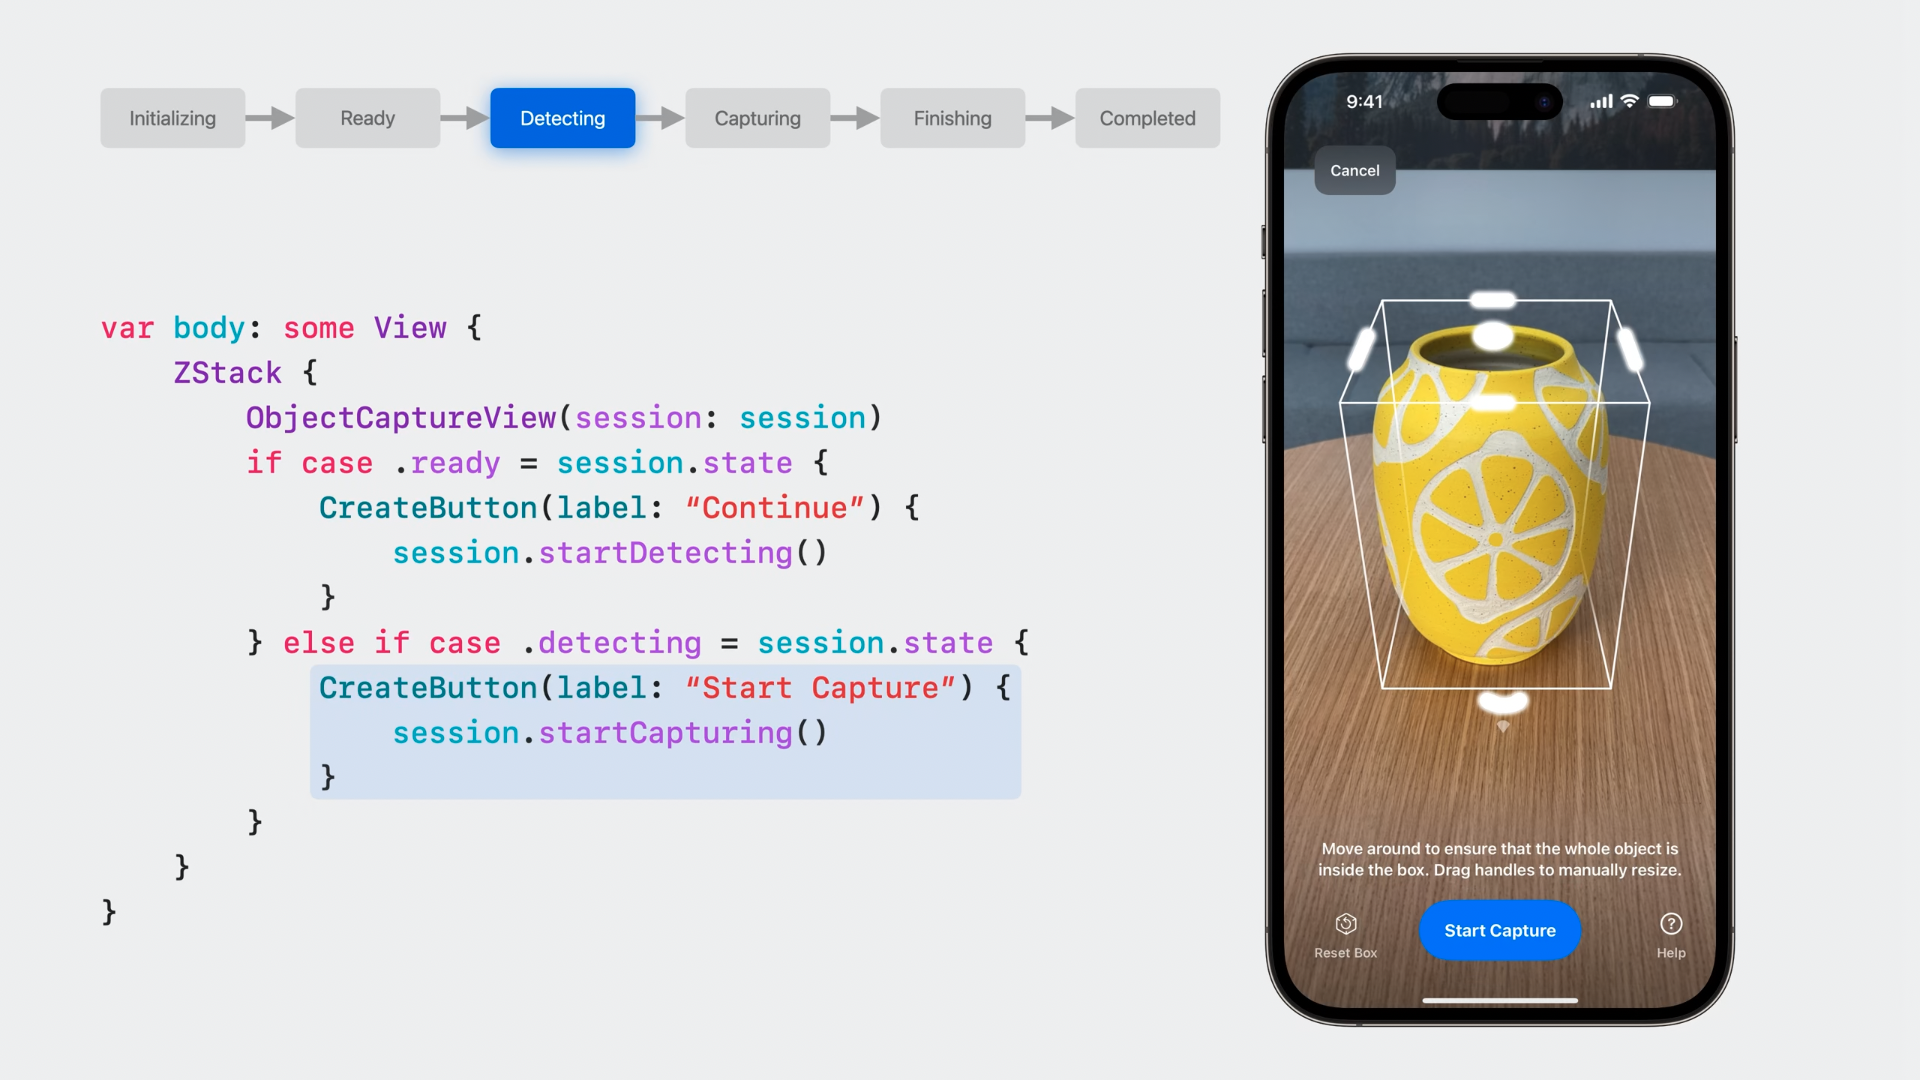 Initializing
Ready
Detecting
Capturing
Finishing
Completed
var body: some View {
ZStack {
ObjectCaptureView(session: session)
if case .ready = session.state {
CreateButton(label: “Continue”) {
session.startDetecting()
}
} else if case .detecting = session.state {
CreateButton(label: “Start Capture”) {
session.startCapturing()
}
}
}
}
9:41
Cancel
Move around to ensure that the whole object is
inside the box. Drag handles to manually resize.
Reset Box
Start Capture
?
Help